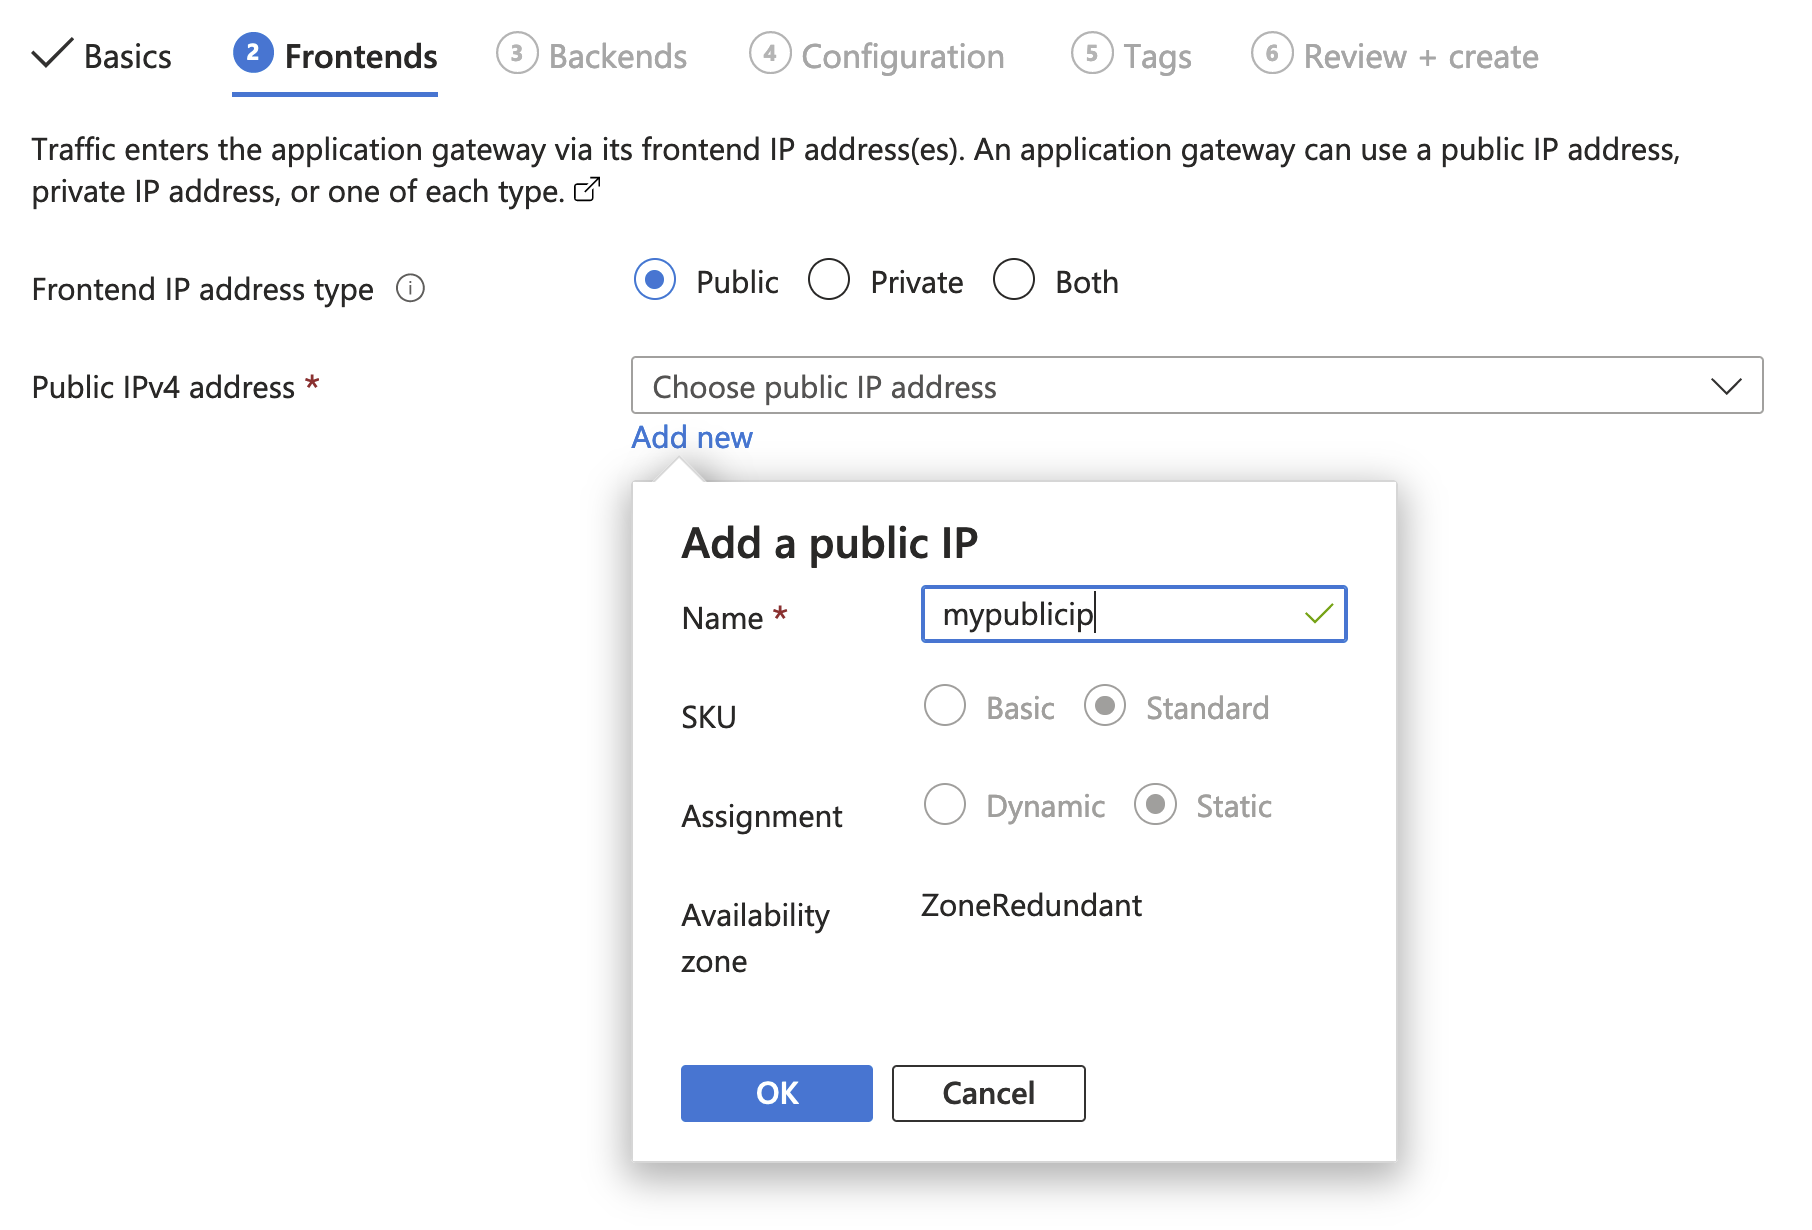 Basics 2 Frontends 3 Backends 4 Configuration 5 Tags 6 Review + create
Traffic enters the application gateway via its frontend IP address(es). An application gateway can use a public IP address,
private IP address, or one of each type.
Frontend IP address type i Public Private Both
Public IPv4 address * Choose public IP address
Add new
Add a public IP
Name * mypublicip
SKU Basic Standard
Assignment Dynamic Static
Availability ZoneRedundant
zone
OK Cancel